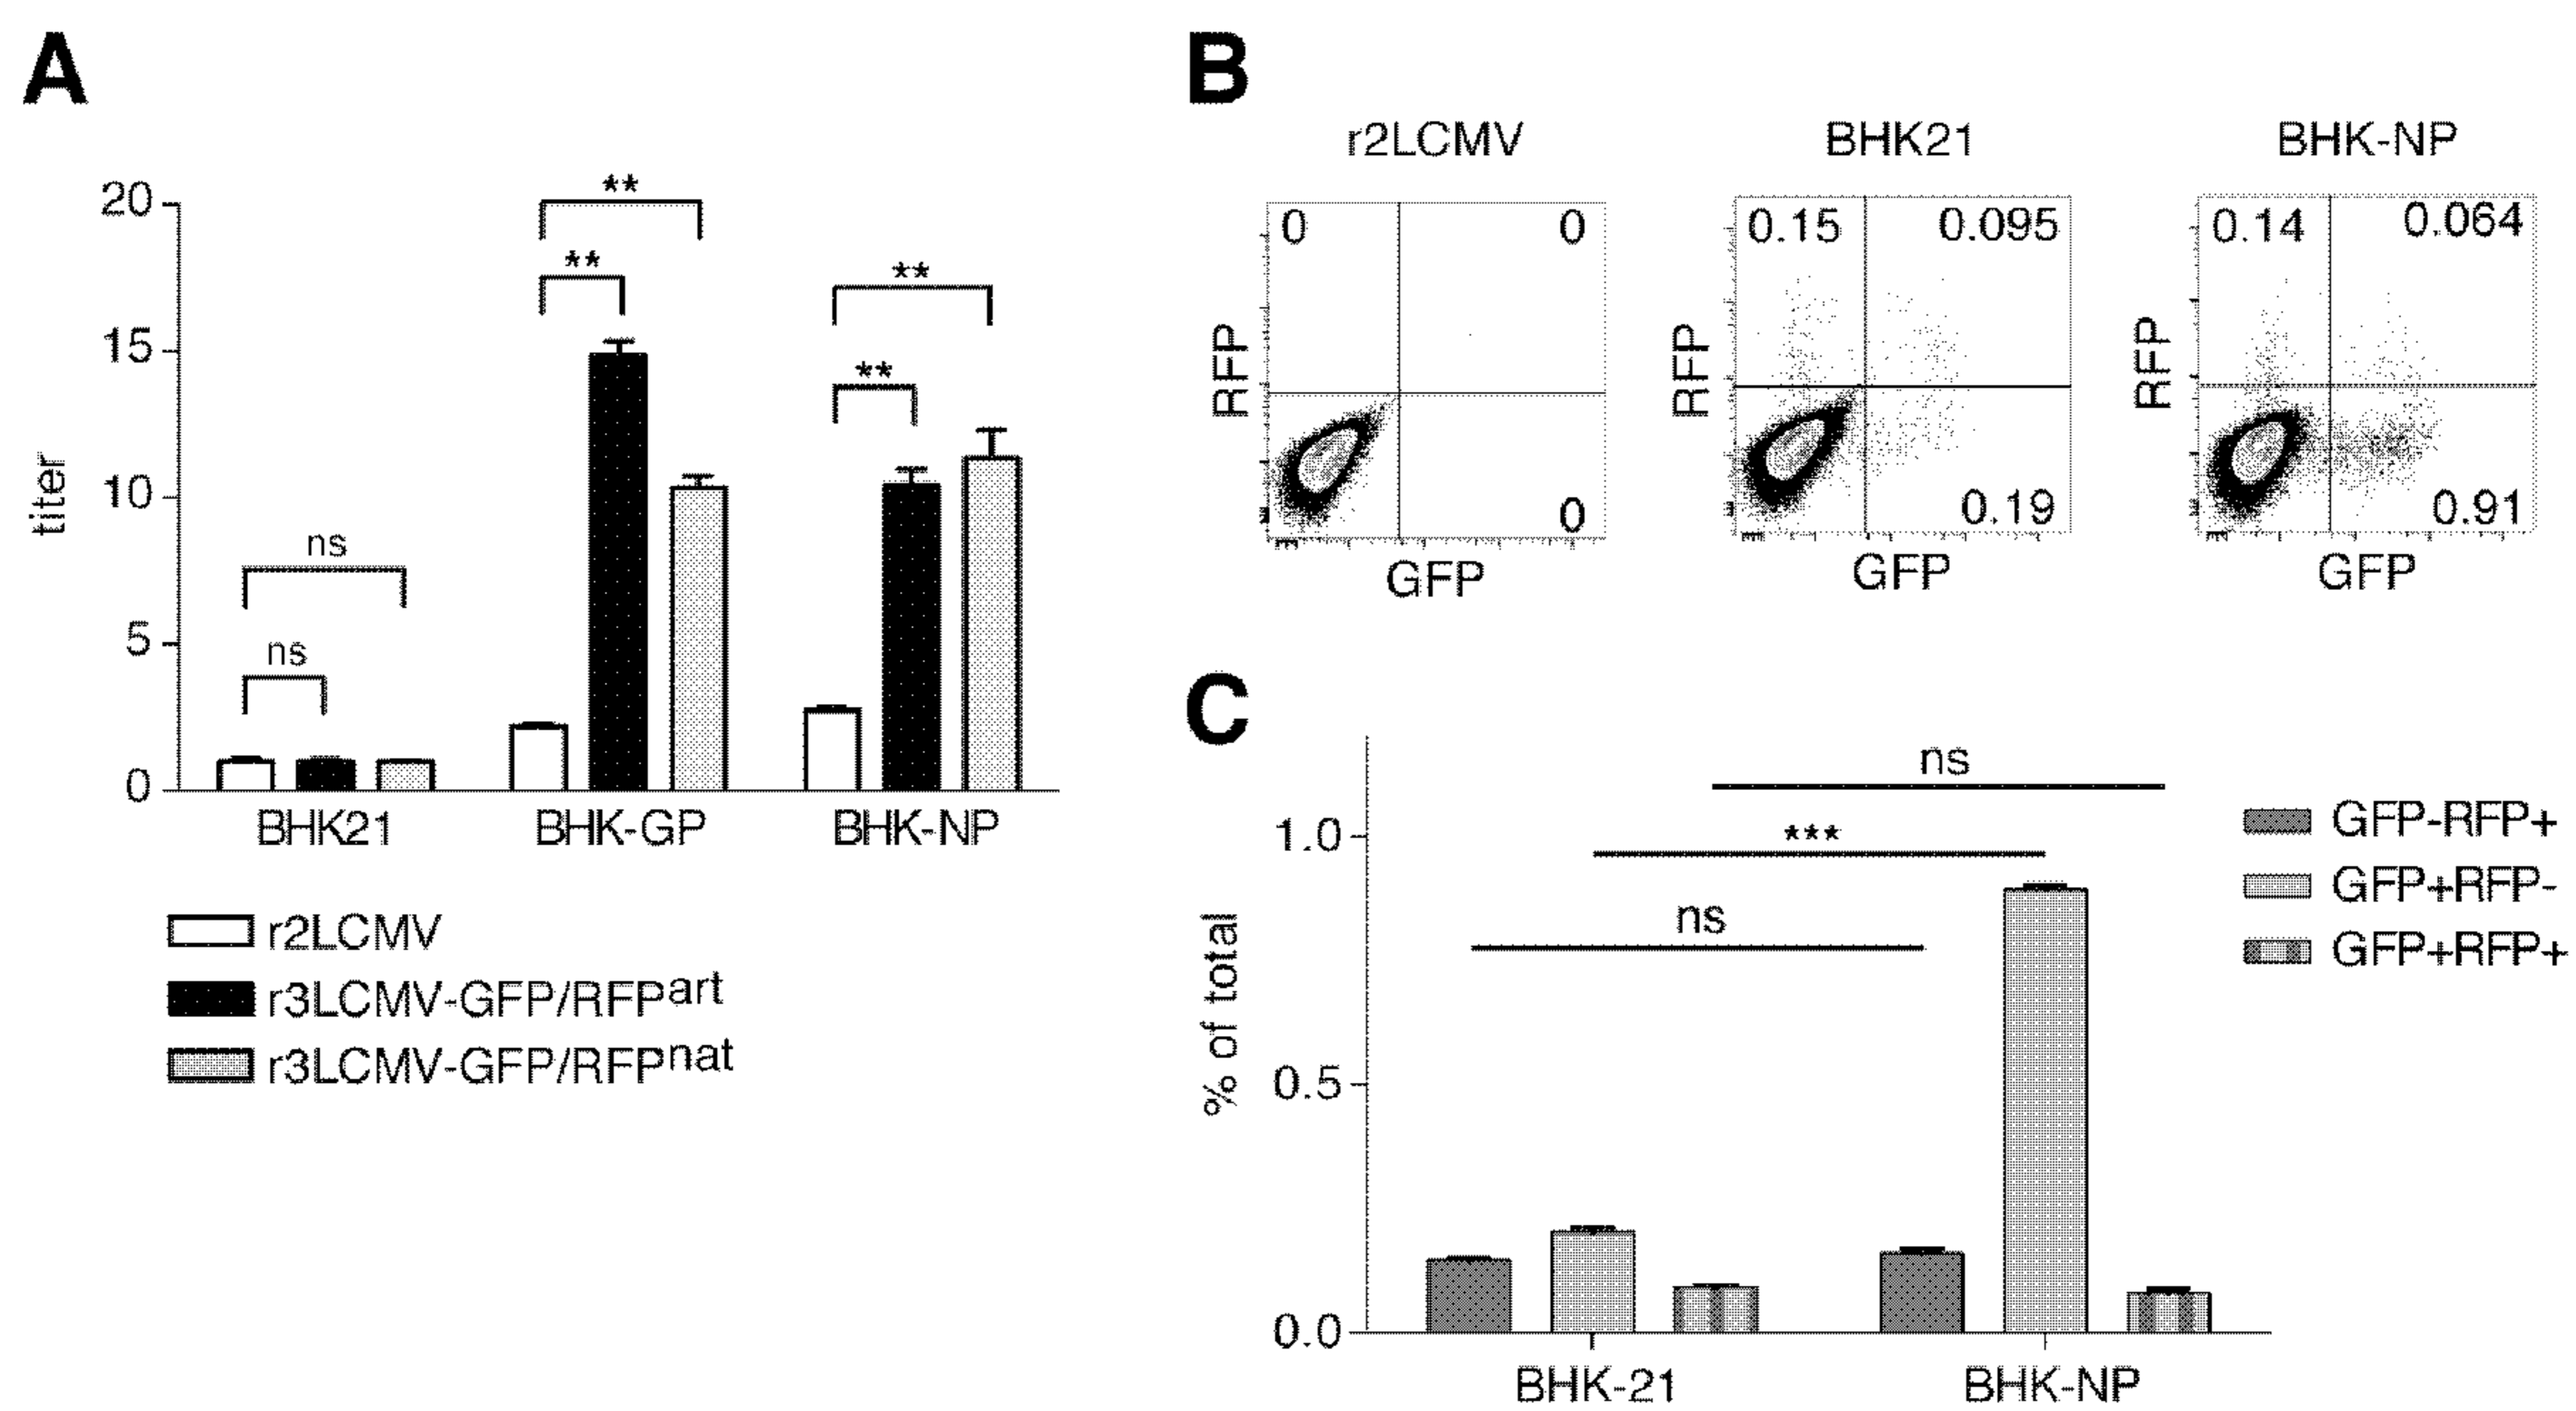 A
titer
20
15
10
5
0
ns
ns
**
**
**
**
BHK21
BHK-GP
BHK-NP
r2LCMV
r3LCMV-GFP/RFPart
r3LCMV-GFP/RFPnat
B
r2LCMV
BHK21
BHK-NP
RFP
0
0
0
GFP
RFP
0.15
0.095
0.19
GFP
RFP
0.14
0.064
0.91
GFP
C
% of total
1.0
0.5
0.0
ns
***
ns
BHK-21
BHK-NP
GFP-RFP+
GFP+RFP-
GFP+RFP+